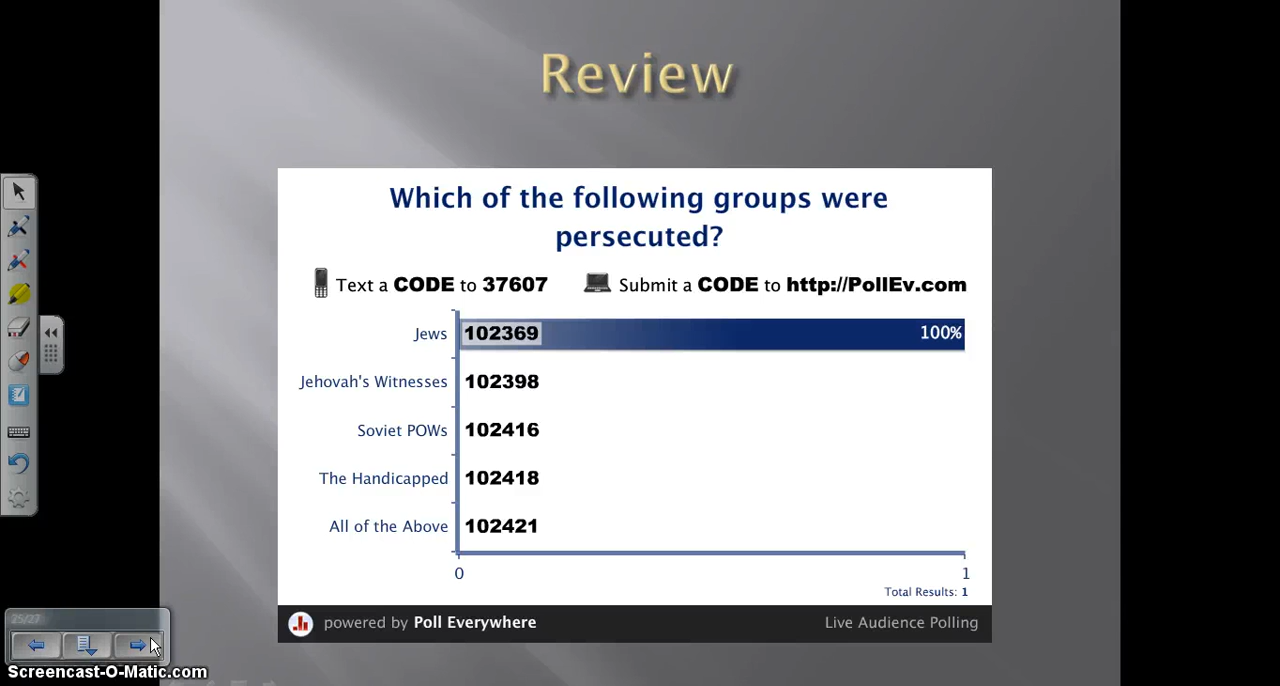 Review
Which of the following groups were
persecuted?
Text a CODE to 37607
Submit a CODE to http://PollEv.com
Jews 102369 100%
Jehovah's Witnesses 102398
Soviet POWs 102416
The Handicapped 102418
All of the Above 102421
0 1
Total Results: 1
powered by Poll Everywhere
Live Audience Polling
25/27
Screencast-O-Matic.com